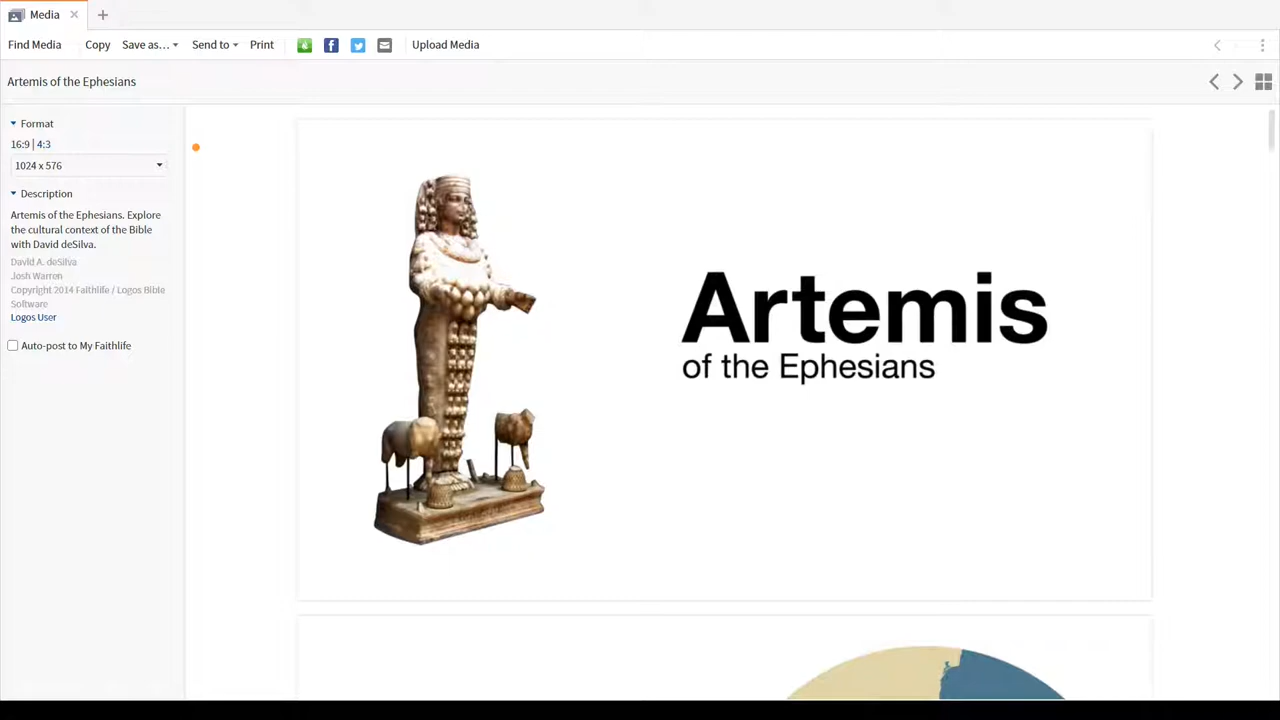 Media
Find Media Copy Save as... Send to Print Upload Media
Artemis of the Ephesians
Format
16:9 | 4:3
1024 x 576
Description
Artemis of the Ephesians. Explore
the cultural context of the Bible
with David deSilva.
David A. deSilva
Josh Warren
Copyright 2014 Faithlife / Logos Bible
Software
Logos User
Auto-post to My Faithlife
Artemis
of the Ephesians